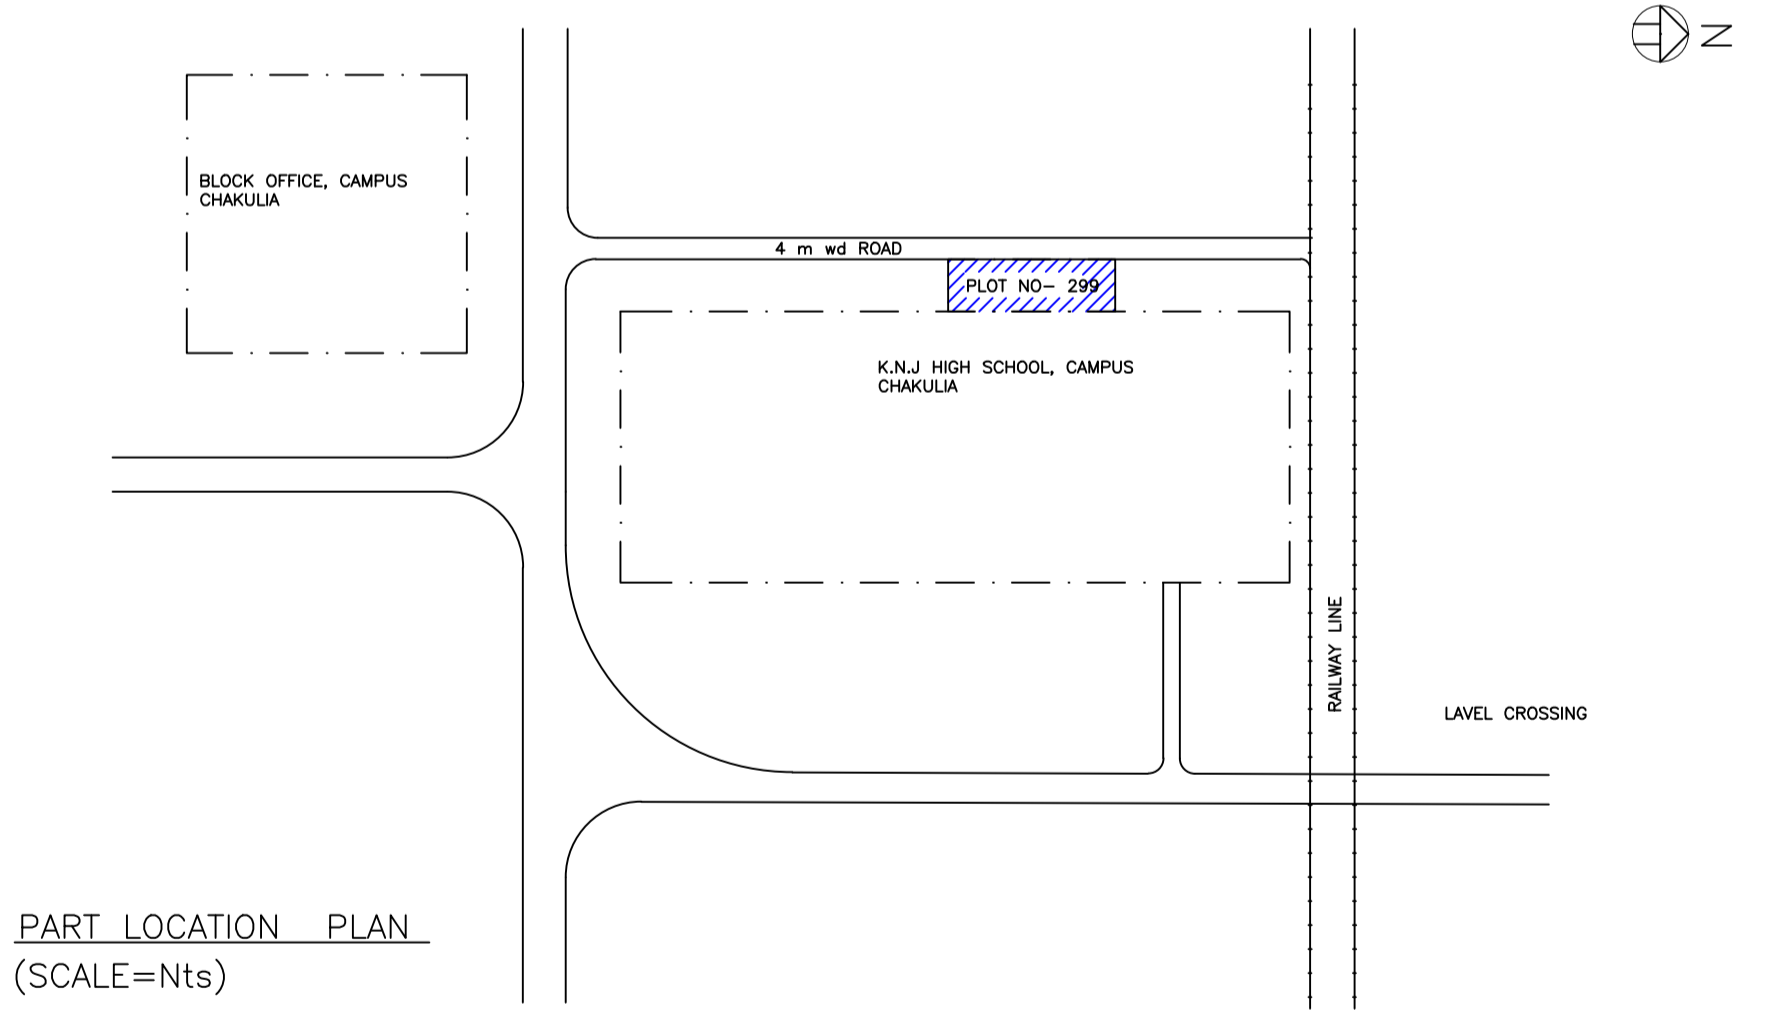 N
BLOCK OFFICE, CAMPUS
CHAKULIA
4 m wd ROAD
PLOT NO- 299
K.N.J HIGH SCHOOL, CAMPUS
CHAKULIA
RAILWAY LINE
LAVEL CROSSING
PART LOCATION PLAN
(SCALE=Nts)